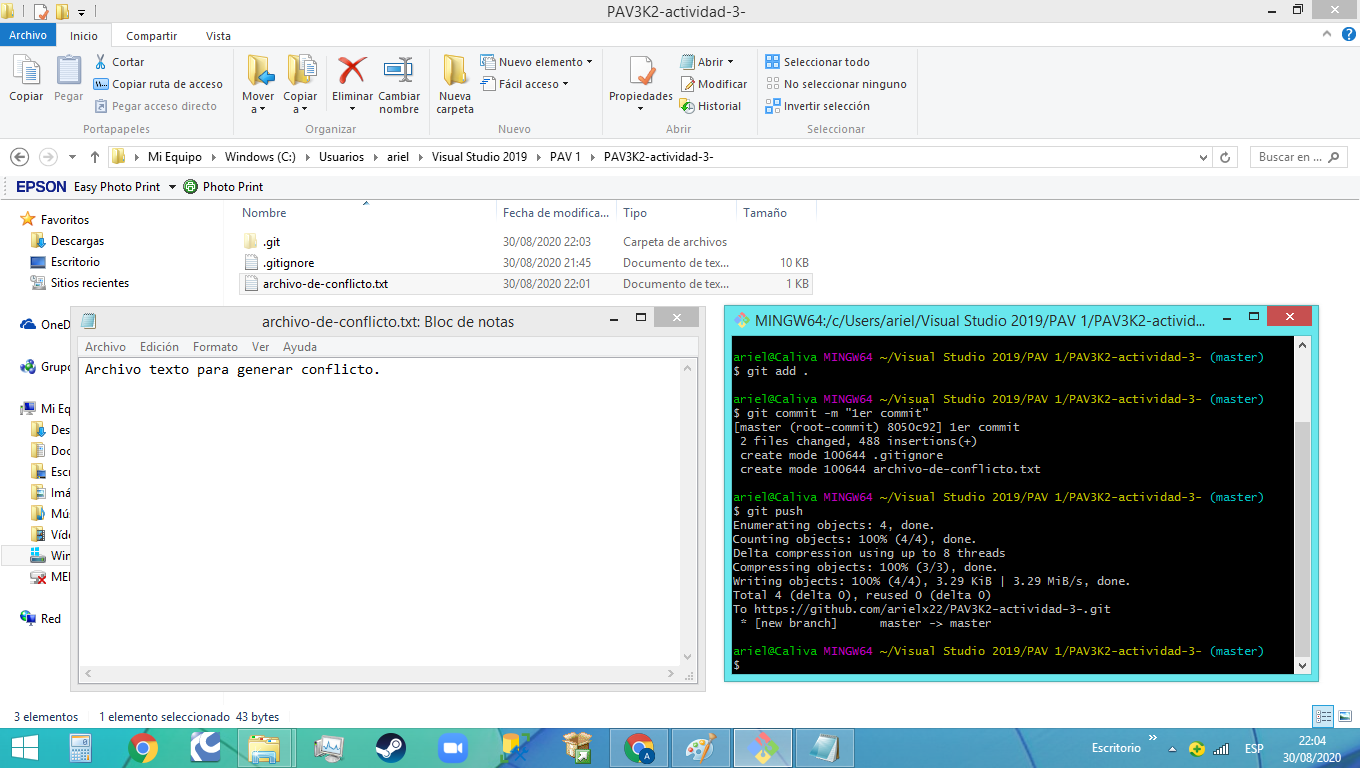 PAV3K2-actividad-3-
Archivo Inicio Compartir Vista
Copiar
Pegar
Cortar
Copiar ruta de acceso
Pegar acceso directo
Portapapeles
Mover a
Copiar a
Eliminar
Cambiar nombre
Organizar
Nueva carpeta
Nuevo elemento
Fácil acceso
Nuevo
Propiedades
Abrir
Modificar
Historial
Abrir
Seleccionar todo
No seleccionar ninguno
Invertir selección
Seleccionar
Mi Equipo Windows (C:) Usuarios ariel Visual Studio 2019 PAV 1 PAV3K2-actividad-3-
Buscar en ...
EPSON Easy Photo Print Photo Print
Favoritos
Descargas
Escritorio
Sitios recientes
OneD
Grupo
Mi Eq
Des
Doc
Escr
Imá
Mú
Víde
Win
MEI
Red
Nombre Fecha de modifica... Tipo Tamaño
.git 30/08/2020 22:03 Carpeta de archivos
.gitignore 30/08/2020 21:45 Documento de tex... 10 KB
archivo-de-conflicto.txt 30/08/2020 22:01 Documento de tex... 1 KB
archivo-de-conflicto.txt: Bloc de notas
Archivo Edición Formato Ver Ayuda
Archivo texto para generar conflicto.
MINGW64:/c/Users/ariel/Visual Studio 2019/PAV 1/PAV3K2-activid...
ariel@Caliva MINGW64 ~/Visual Studio 2019/PAV 1/PAV3K2-actividad-3- (master)
$ git add .
ariel@Caliva MINGW64 ~/Visual Studio 2019/PAV 1/PAV3K2-actividad-3- (master)
$ git commit -m "1er commit"
[master (root-commit) 8050c92] 1er commit
2 files changed, 488 insertions(+)
create mode 100644 .gitignore
create mode 100644 archivo-de-conflicto.txt
ariel@Caliva MINGW64 ~/Visual Studio 2019/PAV 1/PAV3K2-actividad-3- (master)
$ git push
Enumerating objects: 4, done.
Counting objects: 100% (4/4), done.
Delta compression using up to 8 threads
Compressing objects: 100% (3/3), done.
Writing objects: 100% (4/4), 3.29 KiB | 3.29 MiB/s, done.
Total 4 (delta 0), reused 0 (delta 0)
To https://github.com/arielx22/PAV3K2-actividad-3-.git
* [new branch] master -> master
ariel@Caliva MINGW64 ~/Visual Studio 2019/PAV 1/PAV3K2-actividad-3- (master)
$
3 elementos 1 elemento seleccionado 43 bytes
Escritorio
ESP
22:04
30/08/2020